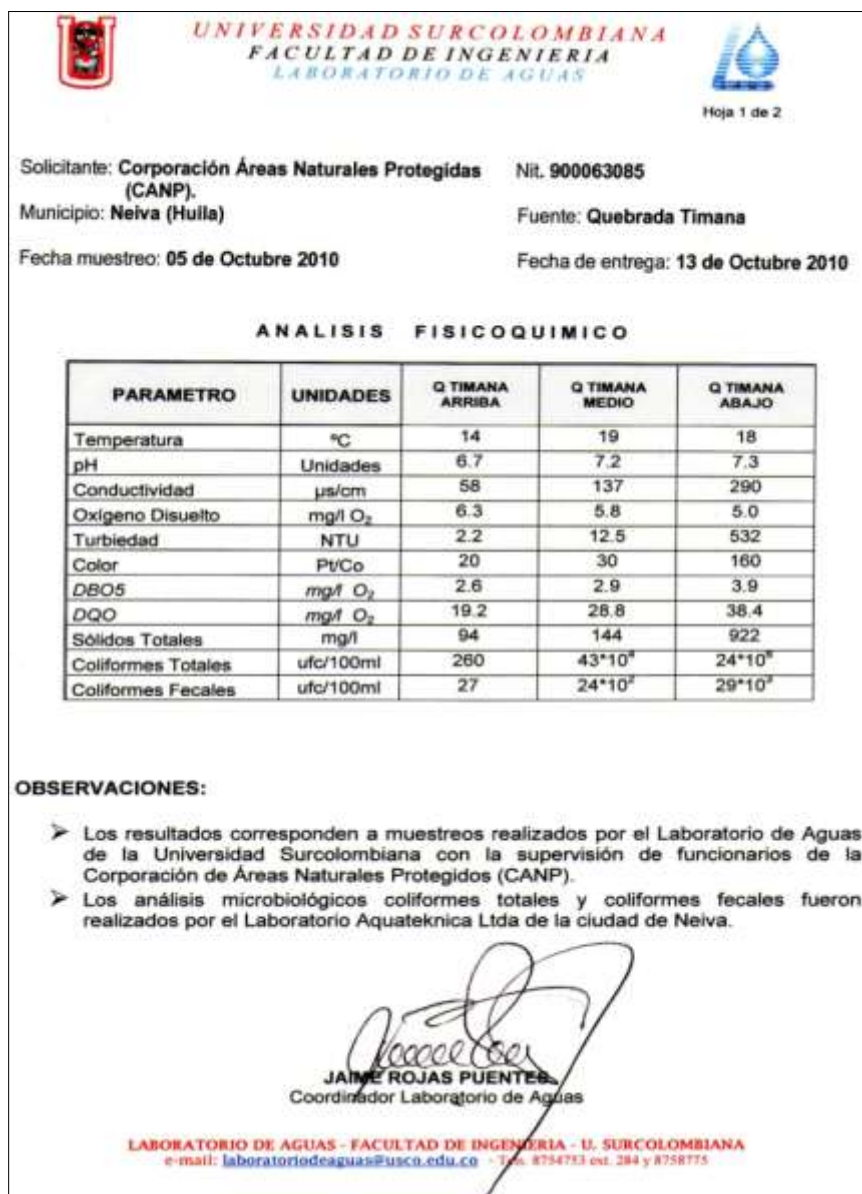 UNIVERSIDAD SURCOLOMBIANA
FACULTAD DE INGENIERIA
LABORATORIO DE AGUAS
Hoja 1 de 2
Solicitante: Corporación Áreas Naturales Protegidas Nit. 900063085
(CANP).
Municipio: Neiva (Huila) Fuente: Quebrada Timana
Fecha muestreo: 05 de Octubre 2010 Fecha de entrega: 13 de Octubre 2010
ANALISIS FISICOQUIMICO
PARAMETRO UNIDADES Q TIMANA ARRIBA Q TIMANA MEDIO Q TIMANA ABAJO
Temperatura ºC 14 19 18
pH Unidades 6.7 7.2 7.3
Conductividad µs/cm 58 137 290
Oxígeno Disuelto mg/l O₂ 6.3 5.8 5.0
Turbiedad NTU 2.2 12.5 532
Color Pt/Co 20 30 160
DBO5 mg/l O₂ 2.6 2.9 3.9
DQO mg/l O₂ 19.2 28.8 38.4
Sólidos Totales mg/l 94 144 922
Coliformes Totales ufc/100ml 260
Coliformes Fecales ufc/100ml 27 24*10²
OBSERVACIONES:
➢ Los resultados corresponden a muestreos realizados por el Laboratorio de Aguas
de la Universidad Surcolombiana con la supervisión de funcionarios de la
Corporación de Áreas Naturales Protegidos (CANP).
➢ Los análisis microbiológicos coliformes totales y coliformes fecales fueron
realizados por el Laboratorio Aquateknica Ltda de la ciudad de Neiva.
JAIME ROJAS PUENTES
Coordinador Laboratorio de Aguas
LABORATORIO DE AGUAS - FACULTAD DE INGENIERIA - U. SURCOLOMBIANA
e-mail: laboratoriodeaguas@usco.edu.co - Tels. 8754753 ext. 284 y 8758775